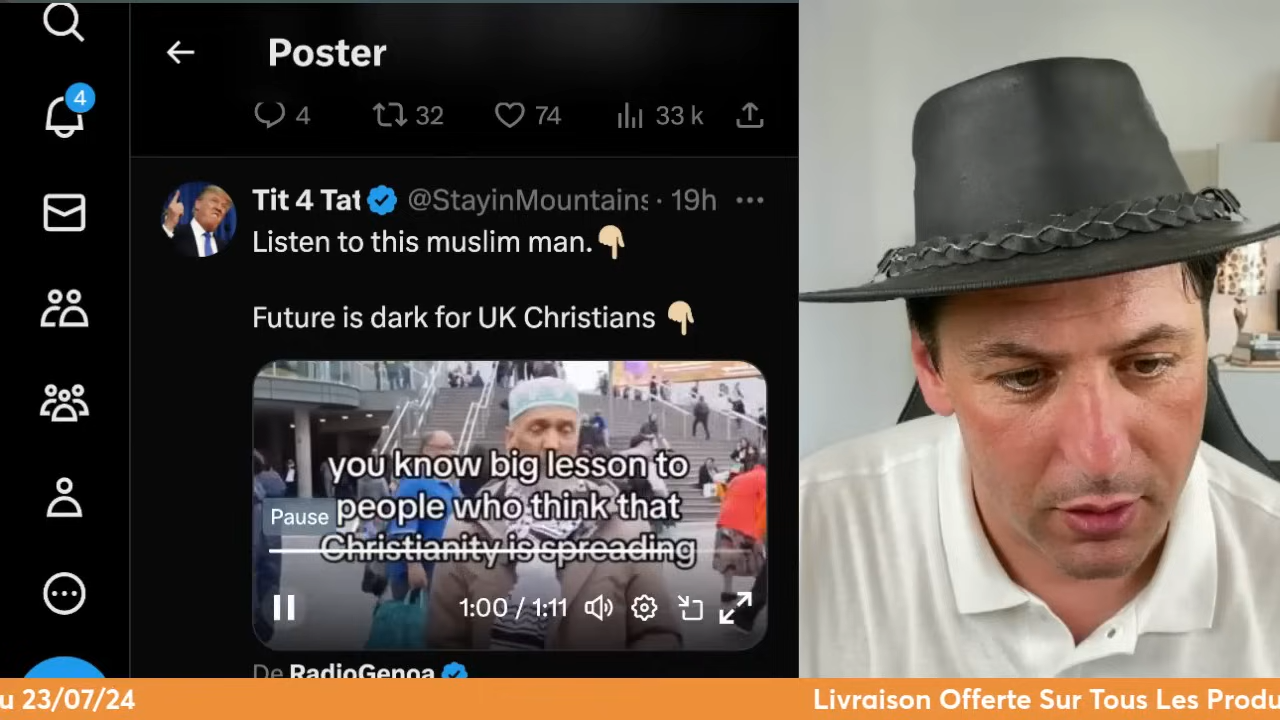 4
Poster
4
32
74
33 k
Tit 4 Tat @StayinMountains · 19h
Listen to this muslim man.
Future is dark for UK Christians
you know big lesson to
people who think that
Christianity is spreading
Pause
1:00 / 1:11
De RadioGenoa
u 23/07/24
Livraison Offerte Sur Tous Les Produ